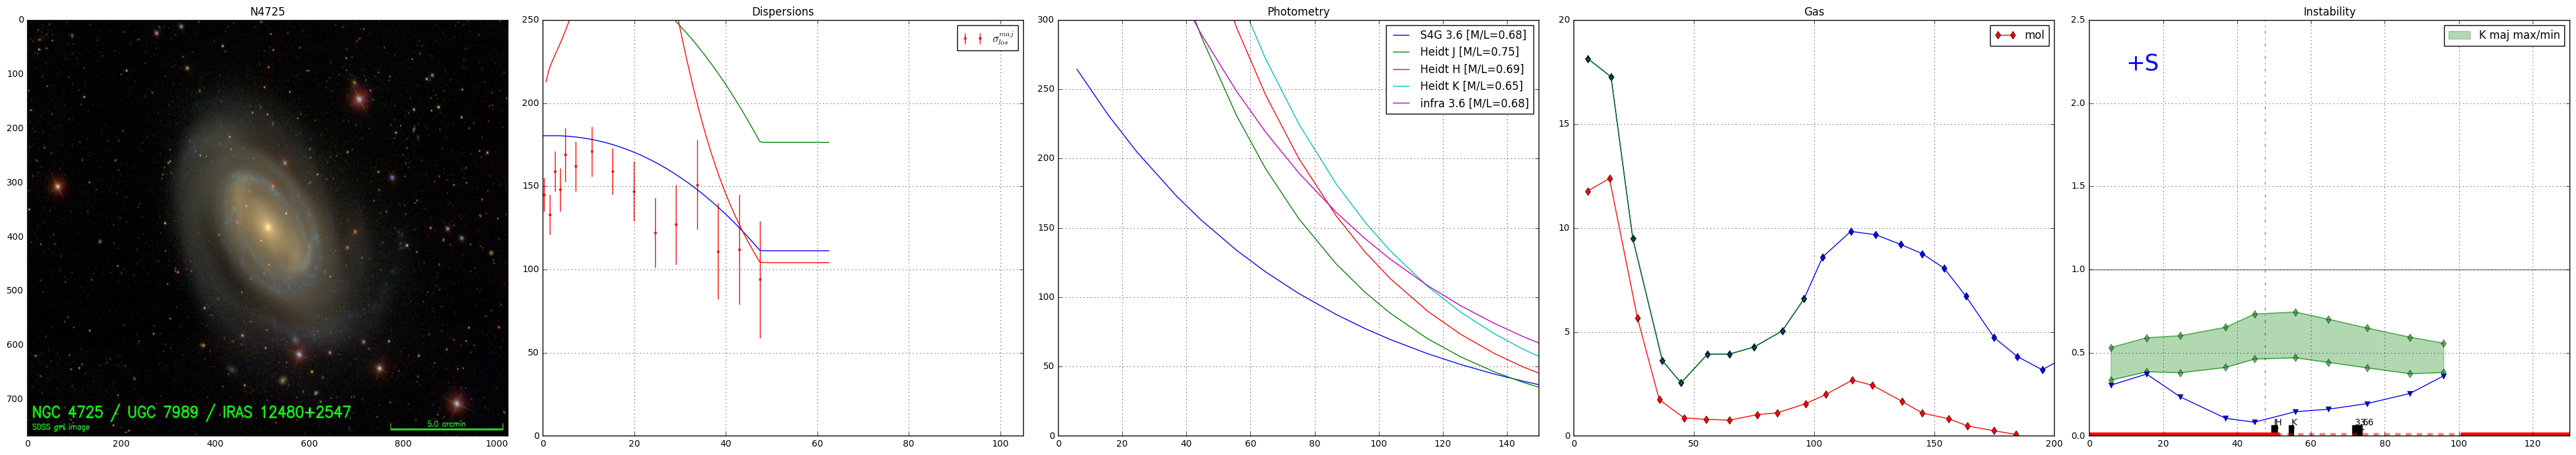 N4725
0
100
200
300
400
500
600
700
0 200 400 600 800 1000
NGC 4725 / UGC 7989 / IRAS 12480+2547
SDSS gri image
5.0 arcmin
Dispersions
250
200
150
100
50
0
0 20 40 60 80 100
σ^maj_los
Photometry
300
250
200
150
100
50
0
0 20 40 60 80 100 120 140
S4G 3.6 [M/L=0.68]
Heidt J [M/L=0.75]
Heidt H [M/L=0.69]
Heidt K [M/L=0.65]
infra 3.6 [M/L=0.68]
Gas
20
15
10
5
0
0 50 100 150 200
mol
Instability
2.5
2.0
1.5
1.0
0.5
0.0
0 20 40 60 80 100 120
K maj max/min
+S
H
K